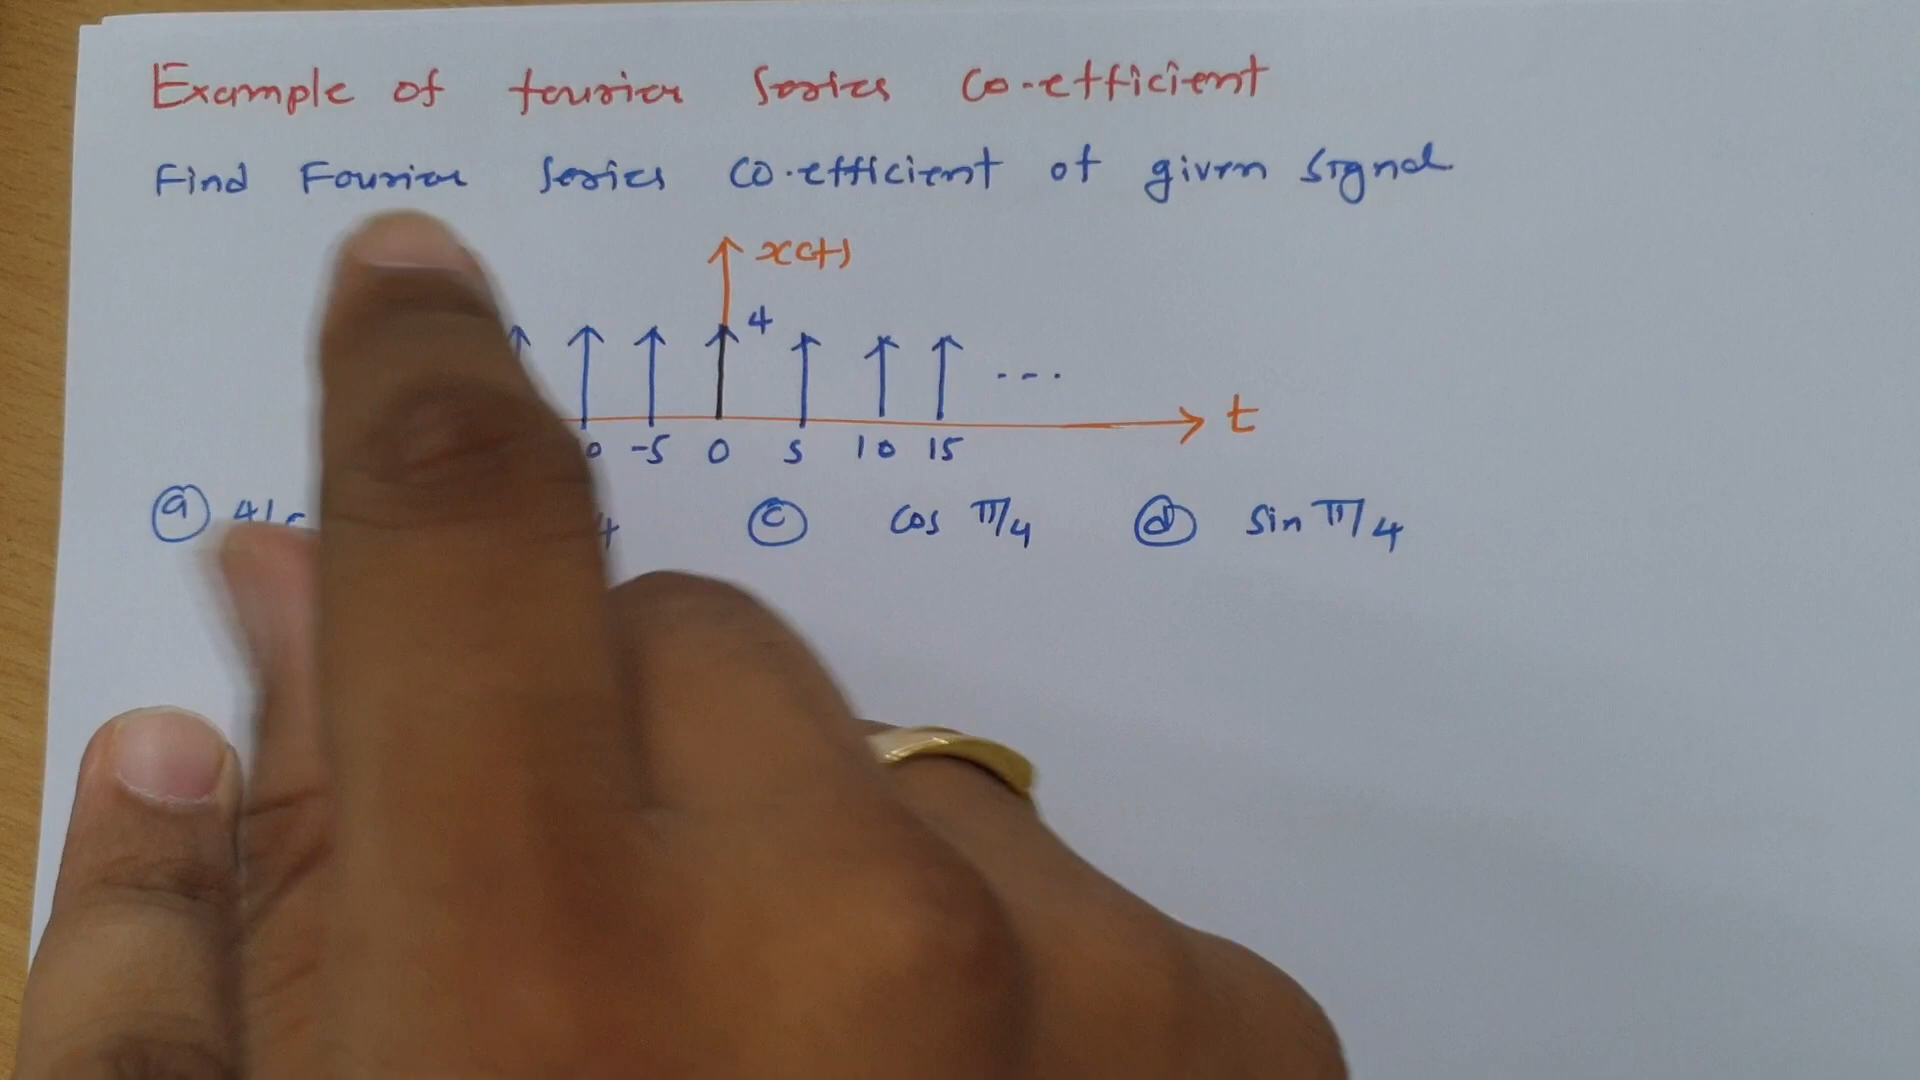 Example of fourier Series co-efficient
Find Fourier Series co-efficient of given signal
x(t)
4
t
-5 0 5 10 15
(a) (c) cos π/4 (d) sin π/4